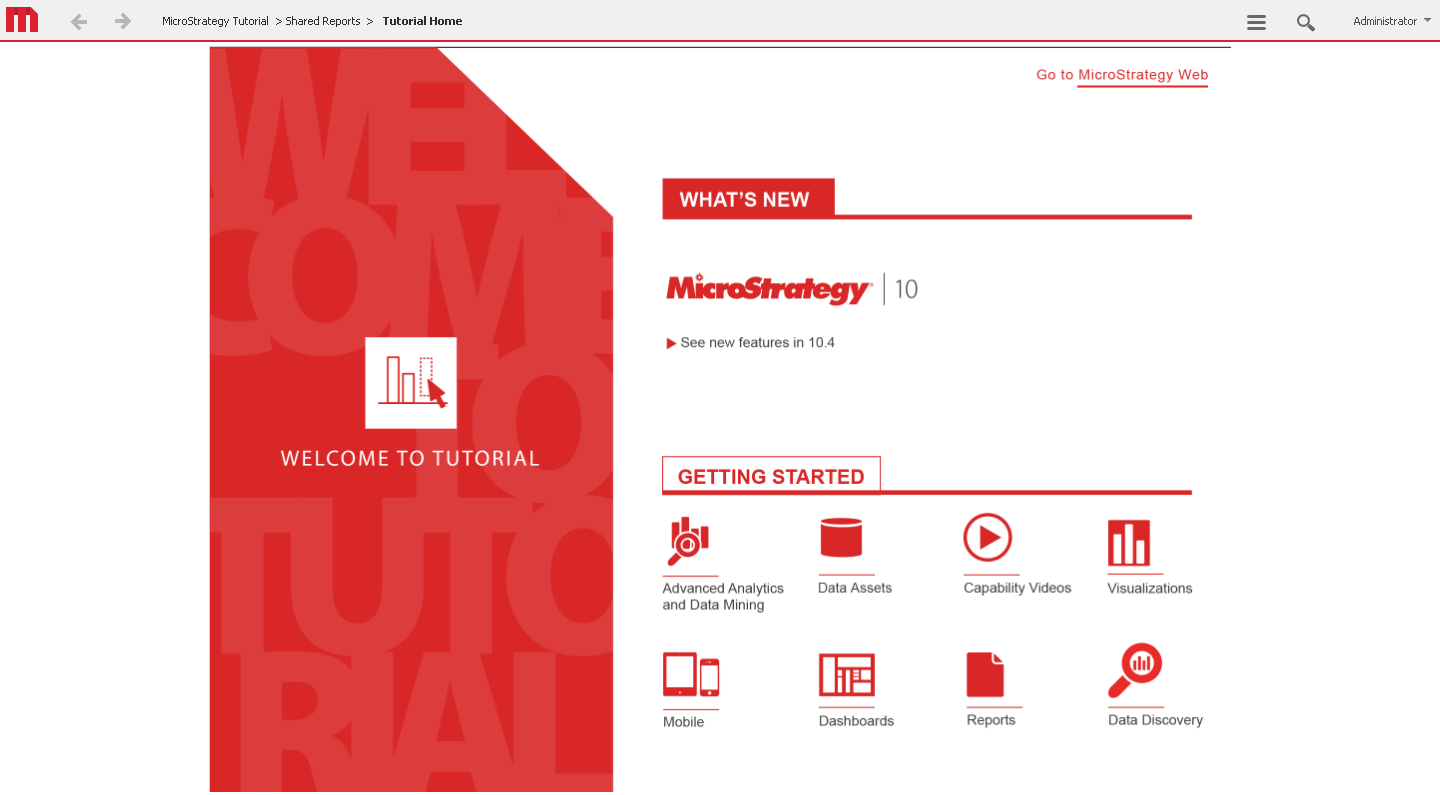 MicroStrategy Tutorial > Shared Reports > Tutorial Home
Administrator
Go to MicroStrategy Web
WEL
COME
TO
TUTO
RIAL
WELCOME TO TUTORIAL
WHAT'S NEW
MicroStrategy | 10
See new features in 10.4
GETTING STARTED
Advanced Analytics
and Data Mining
Data Assets
Capability Videos
Visualizations
Mobile
Dashboards
Reports
Data Discovery